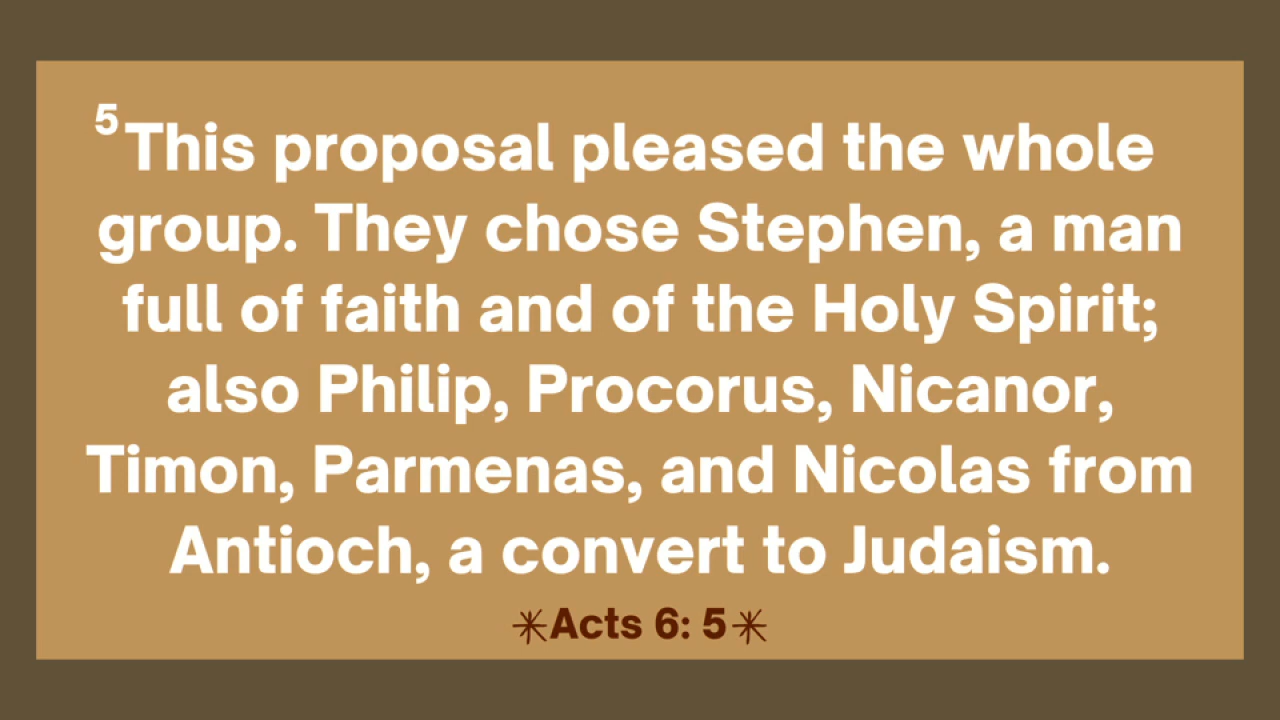 5This proposal pleased the whole
group. They chose Stephen, a man
full of faith and of the Holy Spirit;
also Philip, Procorus, Nicanor,
Timon, Parmenas, and Nicolas from
Antioch, a convert to Judaism.
✳Acts 6: 5✳